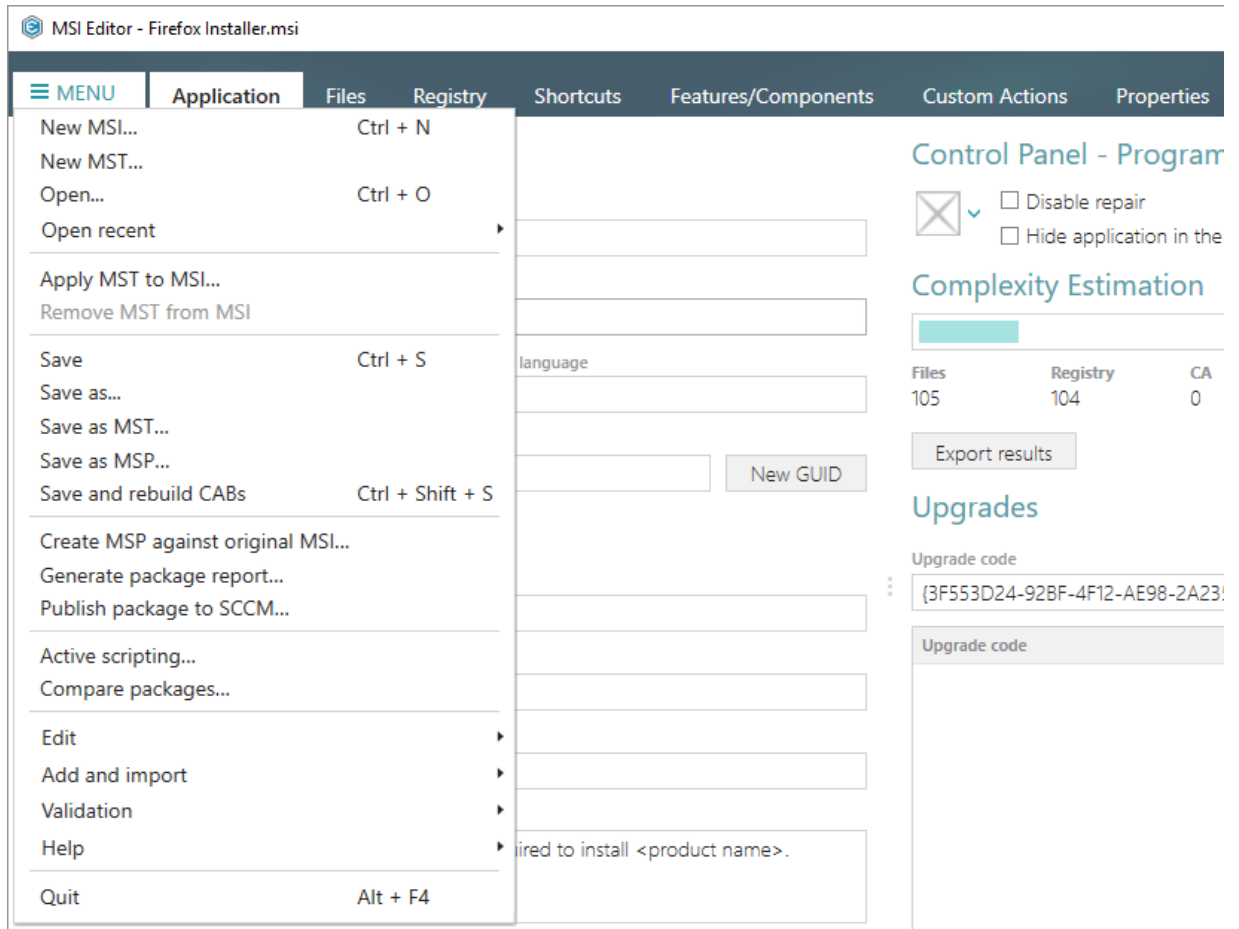 MSI Editor - Firefox Installer.msi
MENU Application Files Registry Shortcuts Features/Components Custom Actions Properties
New MSI... Ctrl + N
New MST...
Open... Ctrl + O
Open recent
Apply MST to MSI...
Remove MST from MSI
Save Ctrl + S
Save as...
Save as MST...
Save as MSP...
Save and rebuild CABs Ctrl + Shift + S
Create MSP against original MSI...
Generate package report...
Publish package to SCCM...
Active scripting...
Compare packages...
Edit
Add and import
Validation
Help
Quit Alt + F4
language
New GUID
to install <product name>.
Control Panel - Program
Disable repair
Hide application in the
Complexity Estimation
Files Registry CA
105 104 0
Export results
Upgrades
Upgrade code
{3F553D24-92BF-4F12-AE98-2A23
Upgrade code